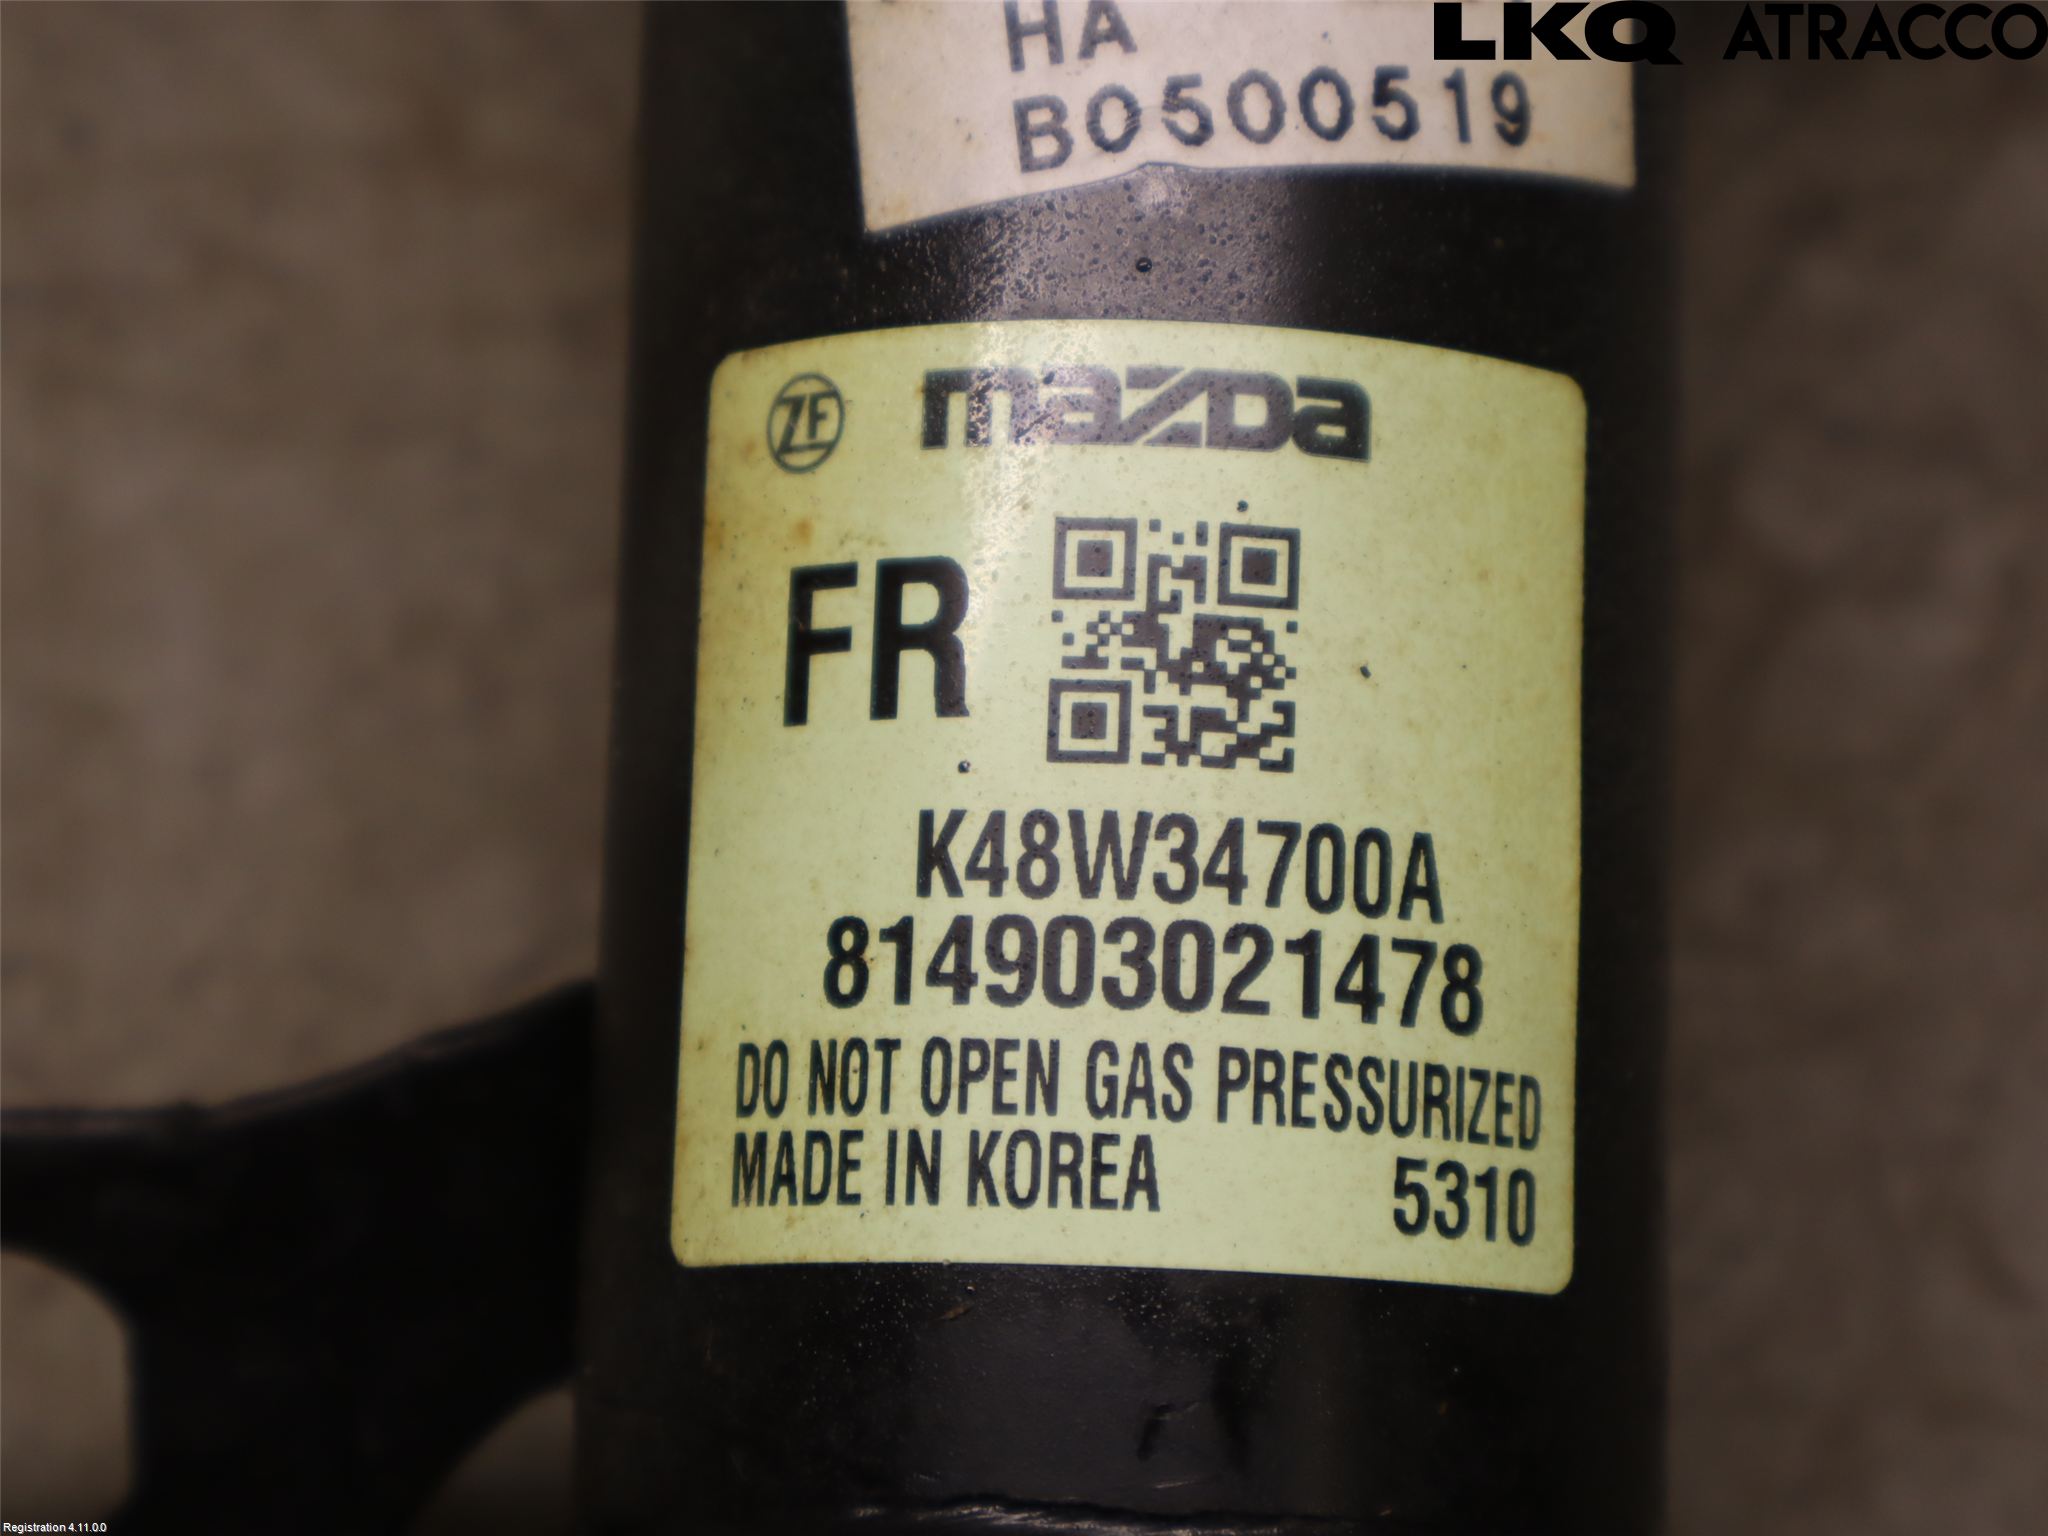 LKQ ATRACCO
HA
B0500519
ZF mazda
FR
K48W34700A
814903021478
DO NOT OPEN GAS PRESSURIZED
MADE IN KOREA 5310
Registration 4.11.0.0